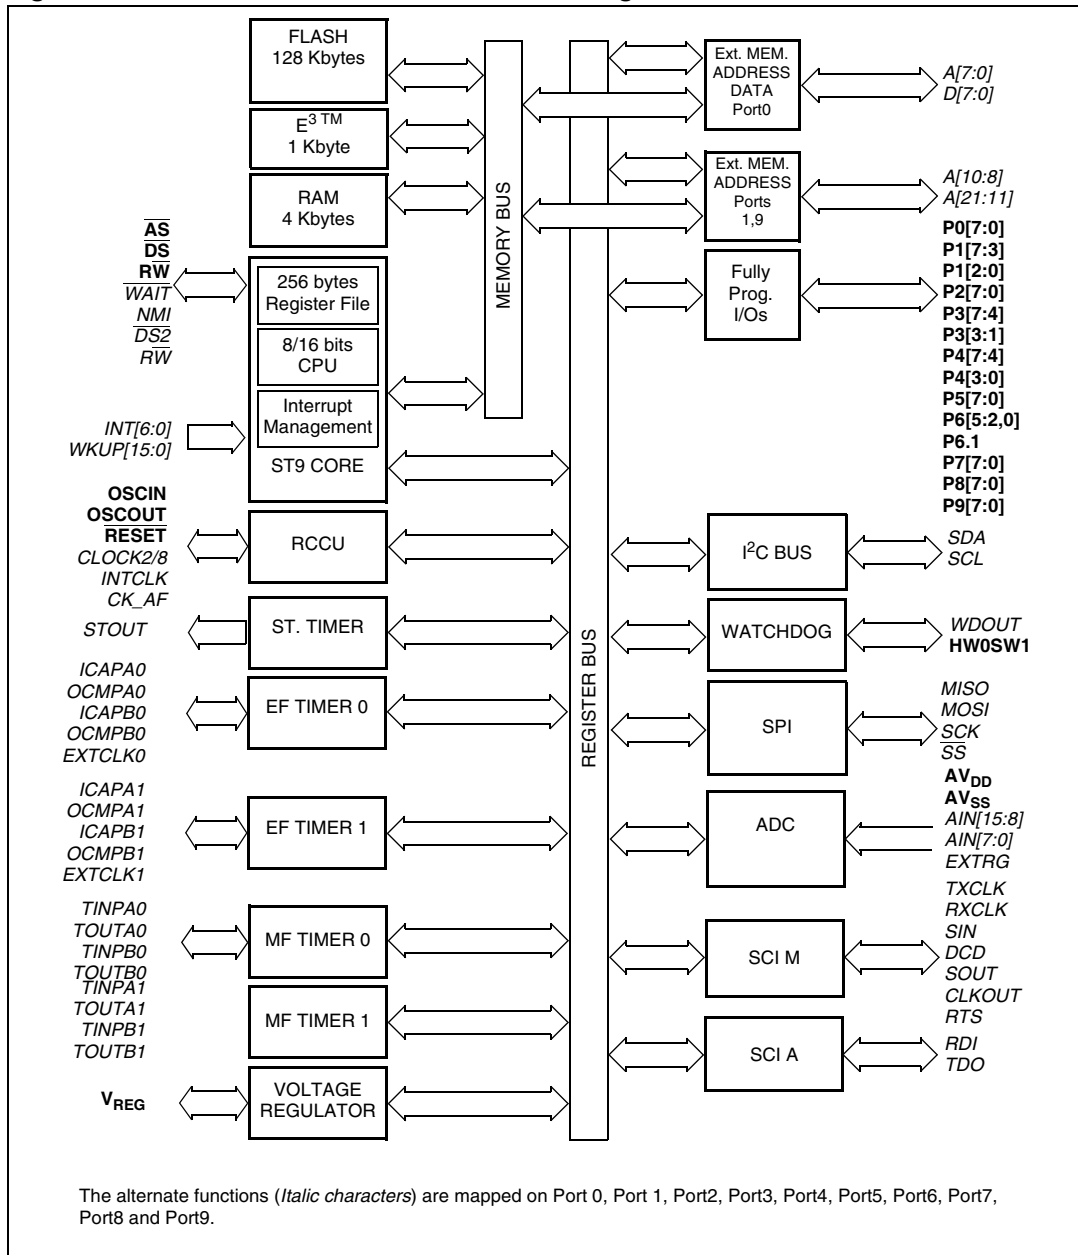 FLASH
128 Kbytes
E3 TM
1 Kbyte
RAM
4 Kbytes
AS
DS
RW
WAIT
NMI
DS2
RW
256 bytes
Register File
8/16 bits
CPU
Interrupt
Management
ST9 CORE
INT[6:0]
WKUP[15:0]
OSCIN
OSCOUT
RESET
CLOCK2/8
INTCLK
CK_AF
RCCU
STOUT
ST. TIMER
ICAPA0
OCMPA0
ICAPB0
OCMPB0
EXTCLK0
EF TIMER 0
ICAPA1
OCMPA1
ICAPB1
OCMPB1
EXTCLK1
EF TIMER 1
TINPA0
TOUTA0
TINPB0
TOUTB0
MF TIMER 0
TINPA1
TOUTA1
TINPB1
TOUTB1
MF TIMER 1
VREG
VOLTAGE
REGULATOR
MEMORY BUS
REGISTER BUS
Ext. MEM.
ADDRESS
DATA
Port0
A[7:0]
D[7:0]
Ext. MEM.
ADDRESS
Ports
1,9
A[10:8]
A[21:11]
Fully
Prog.
I/Os
P0[7:0]
P1[7:3]
P1[2:0]
P2[7:0]
P3[7:4]
P3[3:1]
P4[7:4]
P4[3:0]
P5[7:0]
P6[5:2,0]
P6.1
P7[7:0]
P8[7:0]
P9[7:0]
I2C BUS
SDA
SCL
WATCHDOG
WDOUT
HW0SW1
SPI
MISO
MOSI
SCK
SS
ADC
AVDD
AVSS
AIN[15:8]
AIN[7:0]
EXTRG
SCI M
TXCLK
RXCLK
SIN
DCD
SOUT
CLKOUT
RTS
SCI A
RDI
TDO
The alternate functions (Italic characters) are mapped on Port 0, Port 1, Port2, Port3, Port4, Port5, Port6, Port7,
Port8 and Port9.